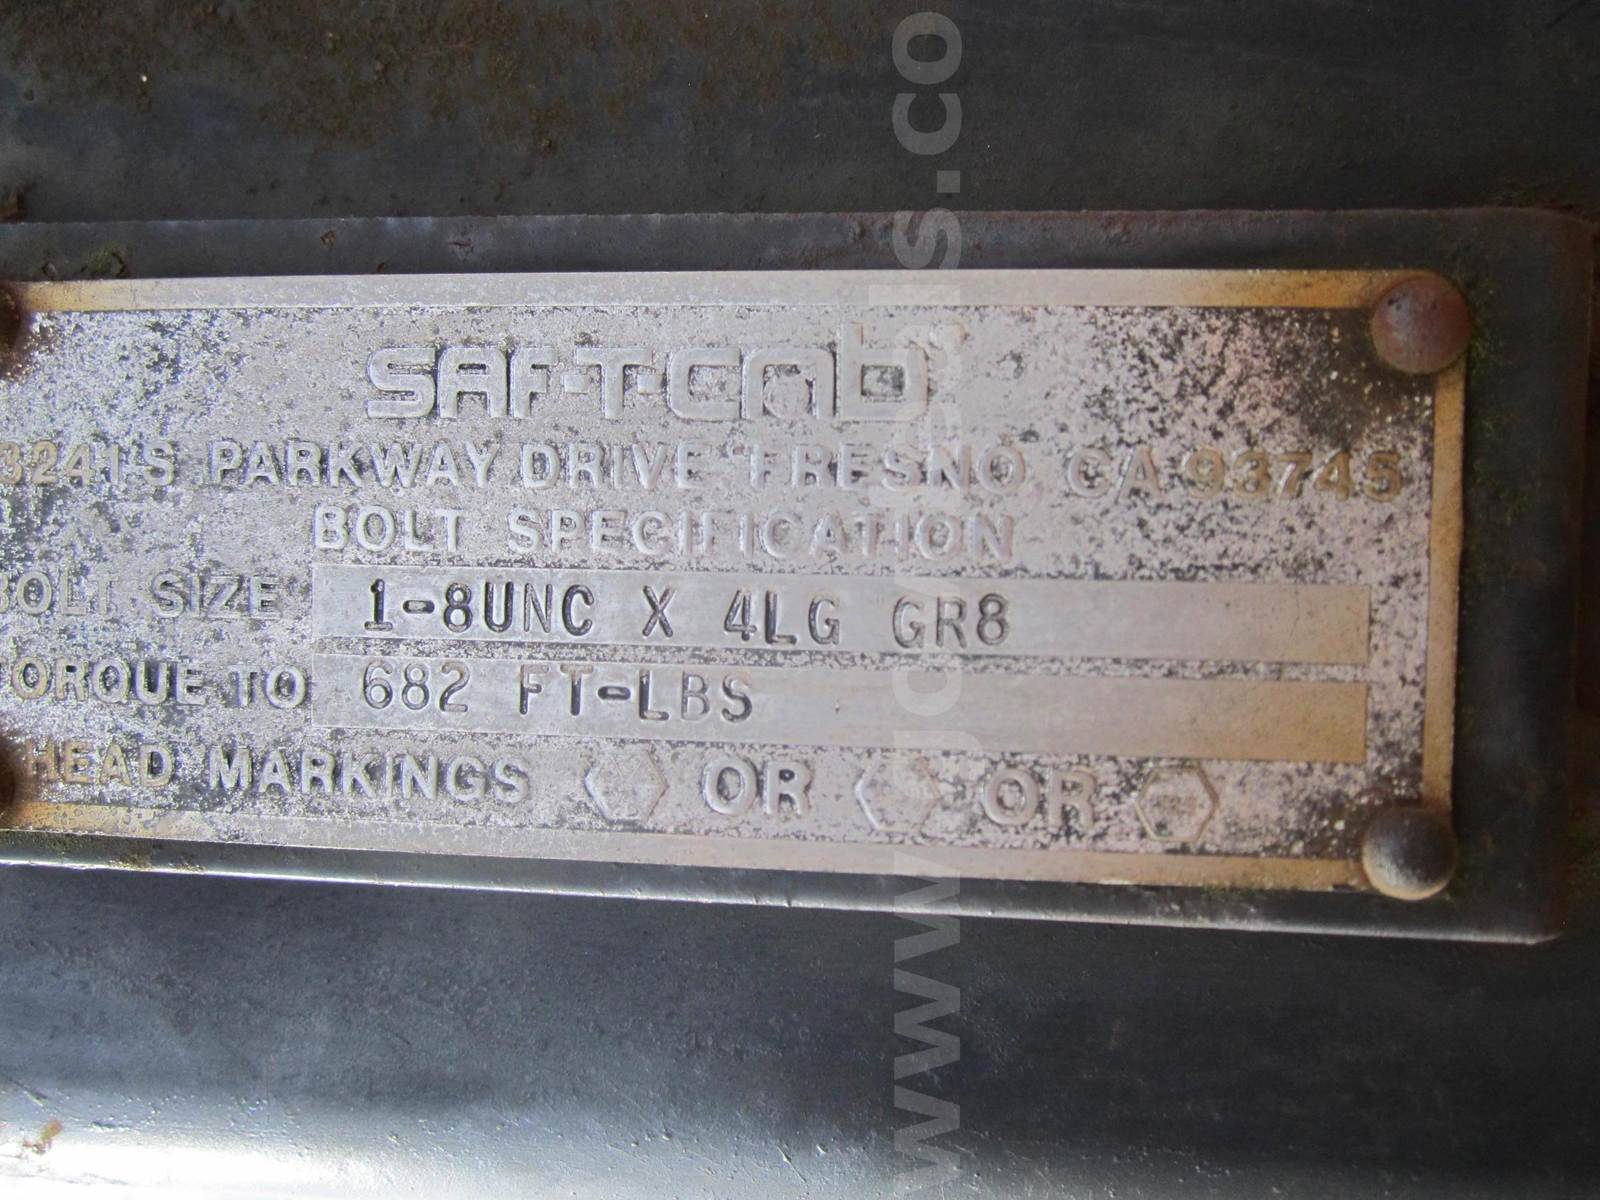 SAF-T-CAb
3241 S PARKWAY DRIVE FRESNO CA 93745
BOLT SPECIFICATION
BOLT SIZE 1-8UNC X 4LG GR8
TORQUE TO 682 FT-LBS
HEAD MARKINGS OR OR